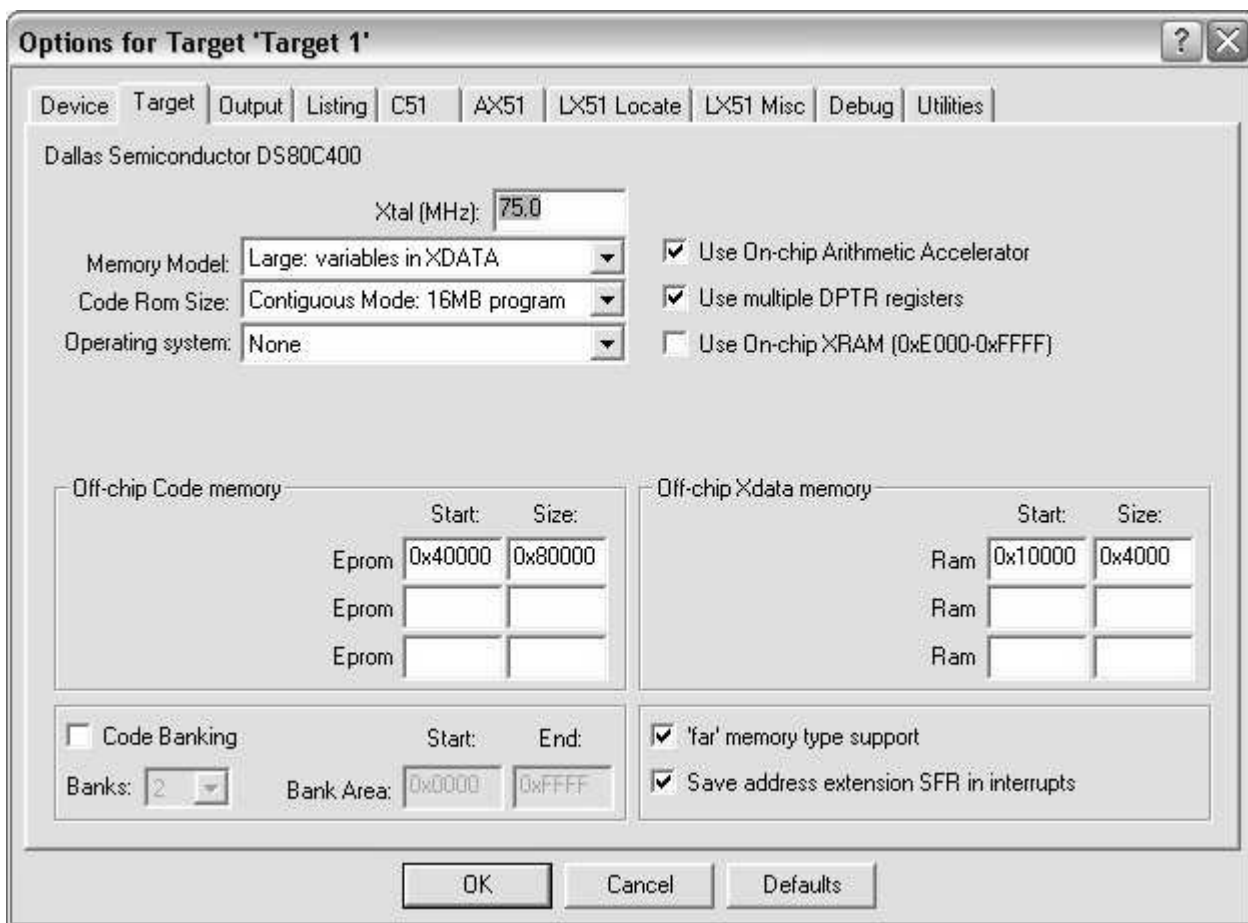 Options for Target 'Target 1'
Device Target Output Listing C51 AX51 LX51 Locate LX51 Misc Debug Utilities
Dallas Semiconductor DS80C400
Xtal (MHz): 75.0
Memory Model: Large: variables in XDATA
Use On-chip Arithmetic Accelerator
Code Rom Size: Contiguous Mode: 16MB program
Use multiple DPTR registers
Operating system: None
Use On-chip XRAM (0xE000-0xFFFF)
Off-chip Code memory
Start: Size:
Eprom 0x40000 0x80000
Eprom
Eprom
Off-chip Xdata memory
Start: Size:
Ram 0x10000 0x4000
Ram
Ram
Code Banking Start: End:
Banks: 2 Bank Area: 0x0000 0xFFFF
'far' memory type support
Save address extension SFR in interrupts
OK Cancel Defaults